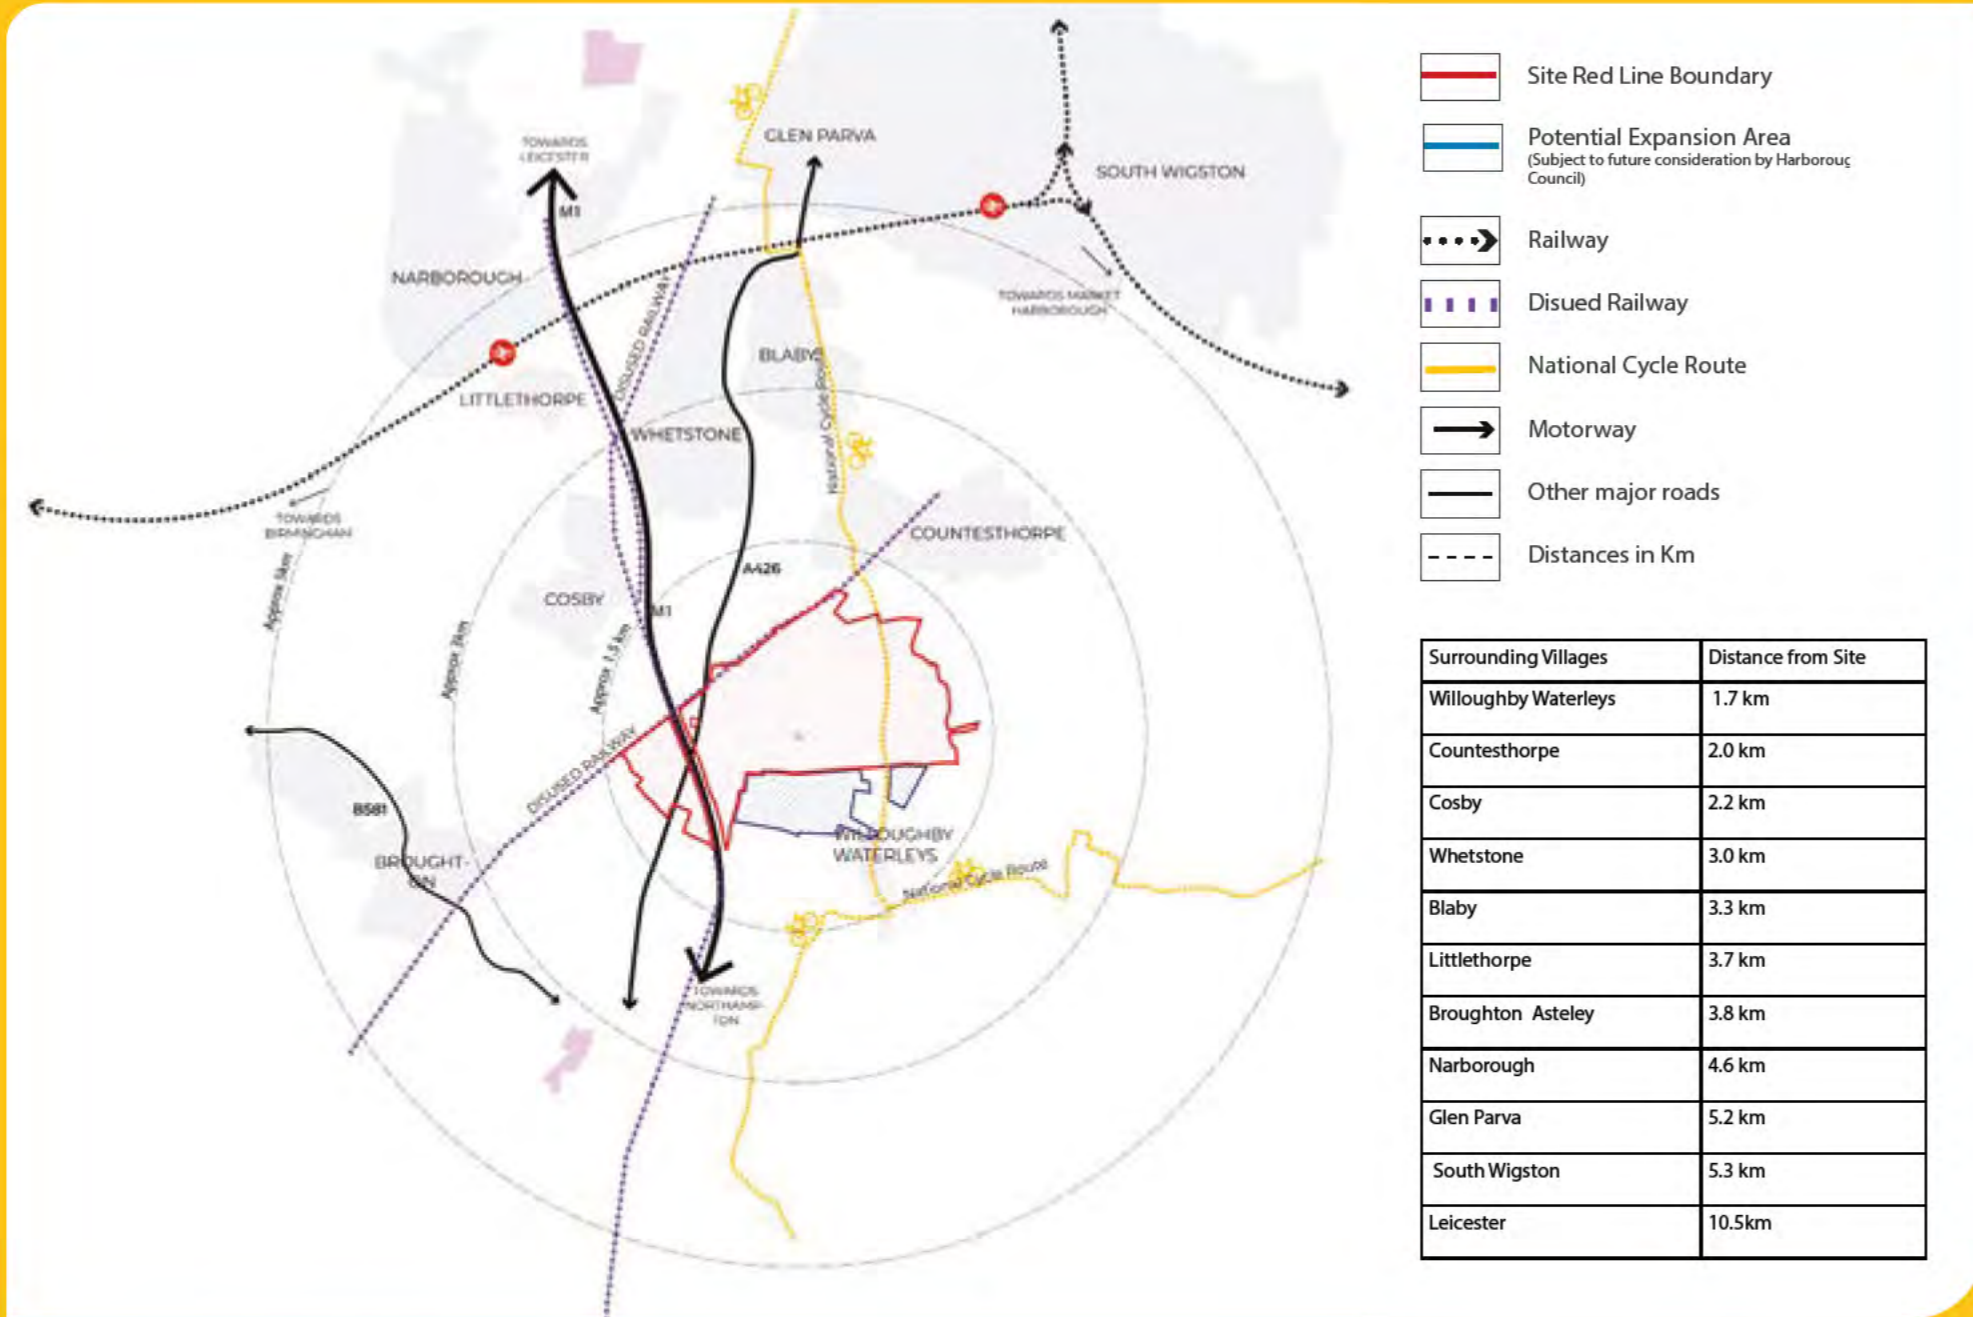 TOWARDS
LEICESTER
M1
GLEN PARVA
SOUTH WIGSTON
NARBOROUGH
TOWARDS MARKET
HARBOROUGH
DISUSED RAILWAY
BLABY
LITTLETHORPE
National Cycle Route
WHETSTONE
TOWARDS
BIRMINGHAM
COUNTESTHORPE
A426
Approx 5km
COSBY
M1
Approx 3km
Approx 1.5 km
DISUSED RAILWAY
B581
BROUGHT-
ON
WILLOUGHBY
WATERLEYS
National Cycle Route
TOWARDS
NORTHAMP-
TON
Site Red Line Boundary
Potential Expansion Area
(Subject to future consideration by Harboroug
Council)
Railway
Disued Railway
National Cycle Route
Motorway
Other major roads
Distances in Km
Surrounding Villages Distance from Site
Willoughby Waterleys 1.7 km
Countesthorpe 2.0 km
Cosby 2.2 km
Whetstone 3.0 km
Blaby 3.3 km
Littlethorpe 3.7 km
Broughton Asteley 3.8 km
Narborough 4.6 km
Glen Parva 5.2 km
South Wigston 5.3 km
Leicester 10.5km